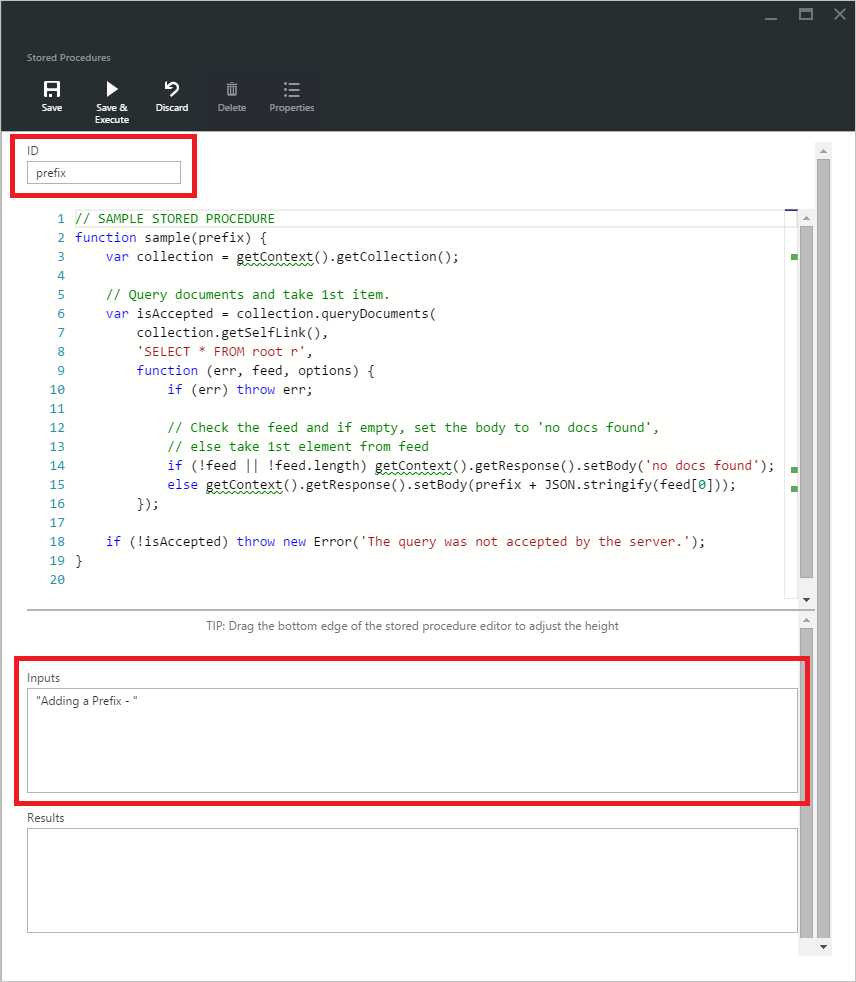 Stored Procedures
Save
Save &
Execute
Discard
Delete
Properties
ID
prefix
1 // SAMPLE STORED PROCEDURE
2 function sample(prefix) {
3     var collection = getContext().getCollection();
4
5     // Query documents and take 1st item.
6     var isAccepted = collection.queryDocuments(
7         collection.getSelfLink(),
8         'SELECT * FROM root r',
9         function (err, feed, options) {
10             if (err) throw err;
11
12             // Check the feed and if empty, set the body to 'no docs found',
13             // else take 1st element from feed
14             if (!feed || !feed.length) getContext().getResponse().setBody('no docs found');
15             else getContext().getResponse().setBody(prefix + JSON.stringify(feed[0]));
16         });
17
18     if (!isAccepted) throw new Error('The query was not accepted by the server.');
19 }
20
TIP: Drag the bottom edge of the stored procedure editor to adjust the height
Inputs
"Adding a Prefix - "
Results